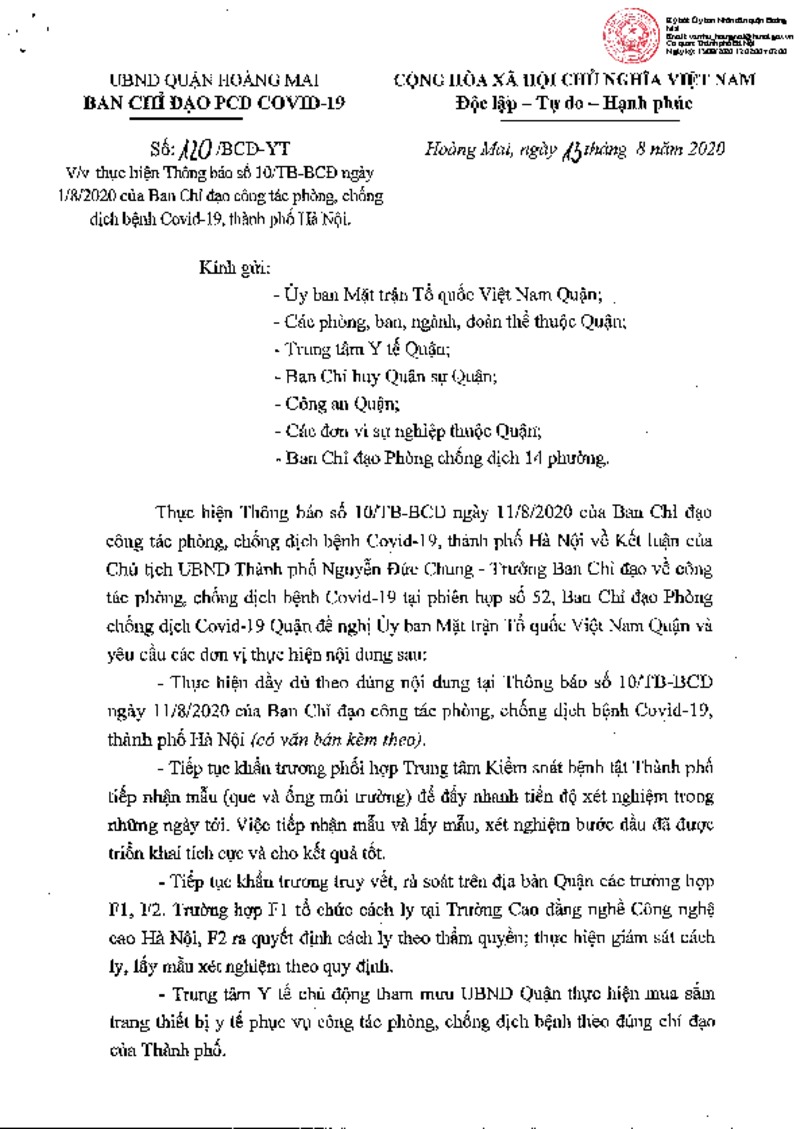 Ký bởi: Ủy ban Nhân dân quận Hoàng
Mai
Cơ quan: Thành phố Hà Nội
UBND QUẬN HOÀNG MAI
BAN CHỈ ĐẠO PCD COVID-19
CỘNG HÒA XÃ HỘI CHỦ NGHĨA VIỆT NAM
Độc lập – Tự do – Hạnh phúc
Số: 120 /BCĐ-YT
V/v thực hiện Thông báo số 10/TB-BCĐ ngày
1/8/2020 của Ban Chỉ đạo công tác phòng, chống
dịch bệnh Covid-19, thành phố Hà Nội.
Hoàng Mai, ngày 13 tháng 8 năm 2020
Kính gửi:
- Ủy ban Mặt trận Tổ quốc Việt Nam Quận;
- Các phòng, ban, ngành, đoàn thể thuộc Quận;
- Trung tâm Y tế Quận;
- Ban Chỉ huy Quân sự Quận;
- Công an Quận;
- Các đơn vị sự nghiệp thuộc Quận;
- Ban Chỉ đạo Phòng chống dịch 14 phường.
Thực hiện Thông báo số 10/TB-BCĐ ngày 11/8/2020 của Ban Chỉ đạo
công tác phòng, chống dịch bệnh Covid-19, thành phố Hà Nội về Kết luận của
Chủ tịch UBND Thành phố Nguyễn Đức Chung - Trưởng Ban Chỉ đạo về công
tác phòng, chống dịch bệnh Covid-19 tại phiên họp số 52, Ban Chỉ đạo Phòng
chống dịch Covid-19 Quận đề nghị Ủy ban Mặt trận Tổ quốc Việt Nam Quận và
yêu cầu các đơn vị thực hiện nội dung sau:
- Thực hiện đầy đủ theo đúng nội dung tại Thông báo số 10/TB-BCĐ
ngày 11/8/2020 của Ban Chỉ đạo công tác phòng, chống dịch bệnh Covid-19,
thành phố Hà Nội (có văn bản kèm theo).
- Tiếp tục khẩn trương phối hợp Trung tâm Kiểm soát bệnh tật Thành phố
tiếp nhận mẫu (que và ống môi trường) để đẩy nhanh tiến độ xét nghiệm trong
những ngày tới. Việc tiếp nhận mẫu và lấy mẫu, xét nghiệm bước đầu đã được
triển khai tích cực và cho kết quả tốt.
- Tiếp tục khẩn trương truy vết, rà soát trên địa bàn Quận các trường hợp
F1, F2. Trường hợp F1 tổ chức cách ly tại Trường Cao đẳng nghề Công nghệ
cao Hà Nội, F2 ra quyết định cách ly theo thẩm quyền; thực hiện giám sát cách
ly, lấy mẫu xét nghiệm theo quy định.
- Trung tâm Y tế chủ động tham mưu UBND Quận thực hiện mua sắm
trang thiết bị y tế phục vụ công tác phòng, chống dịch bệnh theo đúng chỉ đạo
của Thành phố.